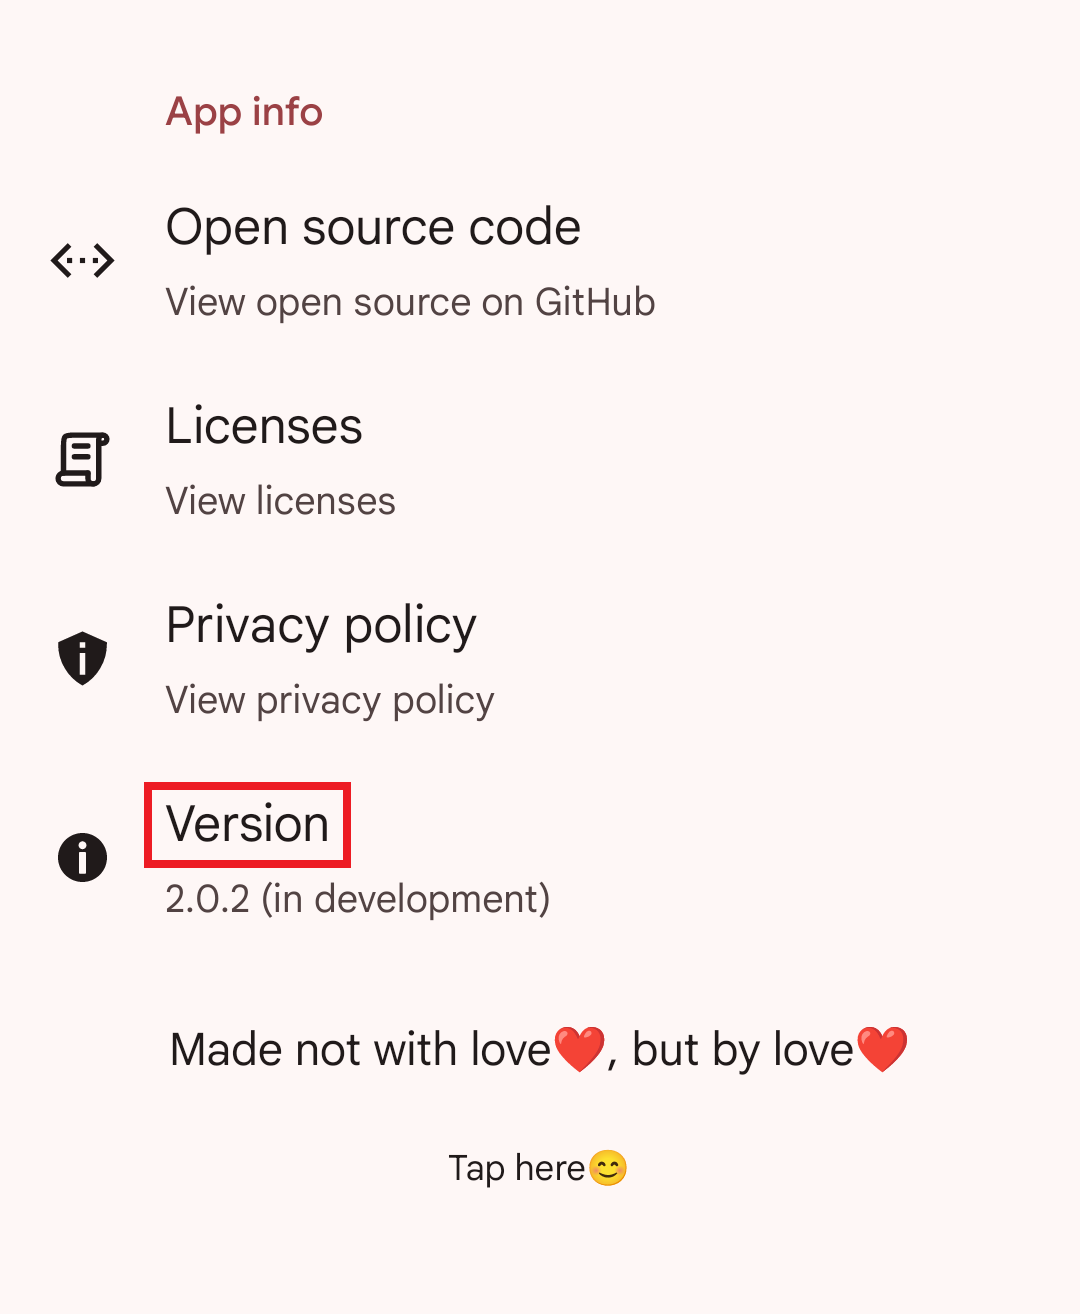 App info
Open source code
View open source on GitHub
Licenses
View licenses
Privacy policy
View privacy policy
Version
2.0.2 (in development)
Made not with love❤️, but by love❤️
Tap here😊